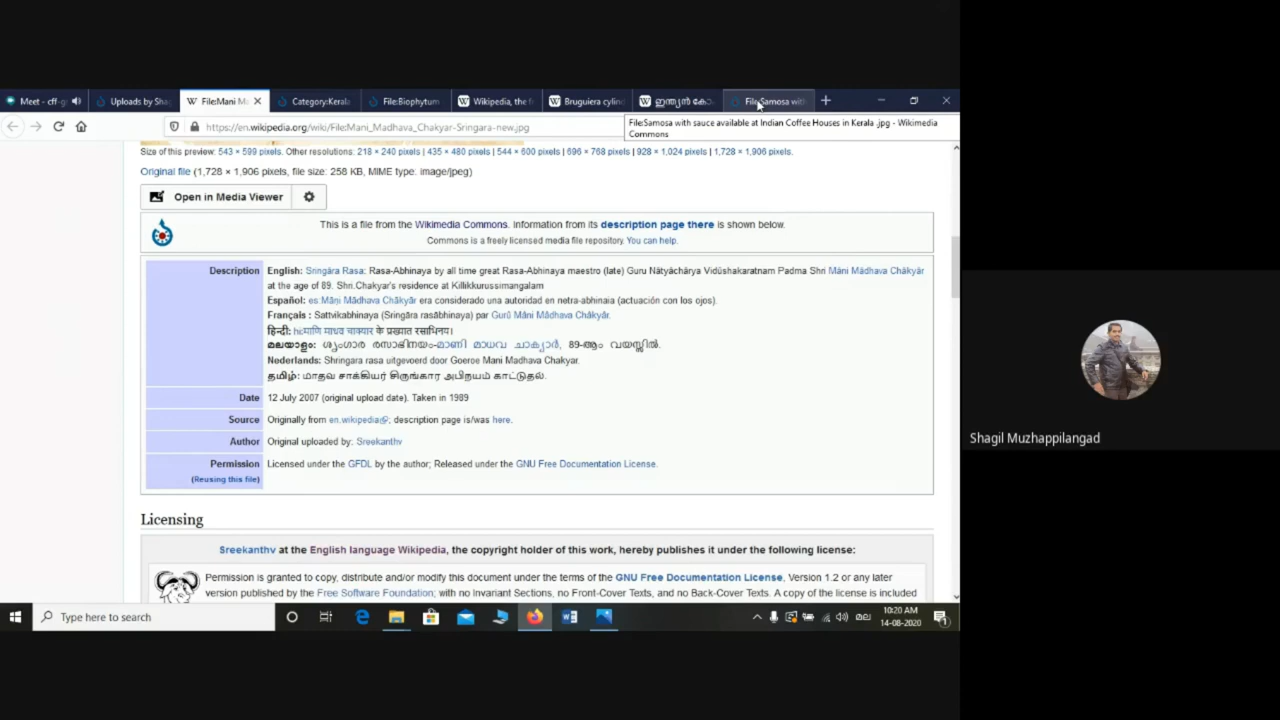 Meet - cff-g
Uploads by Sha
File:Mani Ma
Category:Kerala
File:Biophytum
Wikipedia, the f
Bruguiera cylin
ഇന്ത്യൻ കോ
File:Samosa with
https://en.wikipedia.org/wiki/File:Mani_Madhava_Chakyar-Sringara-new.jpg
File:Samosa with sauce available at Indian Coffee Houses in Kerala .jpg - Wikimedia
Commons
Size of this preview: 543 × 599 pixels. Other resolutions: 218 × 240 pixels | 435 × 480 pixels | 544 × 600 pixels | 696 × 768 pixels | 928 × 1,024 pixels | 1,728 × 1,906 pixels.
Original file (1,728 × 1,906 pixels, file size: 258 KB, MIME type: image/jpeg)
Open in Media Viewer
This is a file from the Wikimedia Commons. Information from its description page there is shown below.
Commons is a freely licensed media file repository. You can help.
Description
English: Sringâra Rasa: Rasa-Abhinaya by all time great Rasa-Abhinaya maestro (late) Guru Nātyāchārya Vidūshakaratnam Padma Shri Māni Mādhava Chākyār
at the age of 89. Shri.Chakyar's residence at Killikkurussimangalam
Español: es:Māni Mādhava Chākyār era considerado una autoridad en netra-abhinaia (actuación con los ojos).
Français : Sattvikabhinaya (Sringâra rasâbhinaya) par Gurû Mâni Mâdhava Châkyâr.
हिन्दी: hi:माणि माधव चाक्यार के प्रख्यात रसाभिनय।
മലയാളം: ശൃംഗാര രസാഭിനയം-മാണി മാധവ ചാക്യാർ, 89-ആം വയസ്സിൽ.
Nederlands: Shringara rasa uitgevoerd door Goeroe Mani Madhava Chakyar.
தமிழ்: மாதவ சாக்கியர் சிருங்கார அபிநயம் காட்டுதல்.
Date
12 July 2007 (original upload date). Taken in 1989
Source
Originally from en.wikipedia; description page is/was here.
Author
Original uploaded by: Sreekanthv
Permission
(Reusing this file)
Licensed under the GFDL by the author; Released under the GNU Free Documentation License.
Licensing
Sreekanthv at the English language Wikipedia, the copyright holder of this work, hereby publishes it under the following license:
Permission is granted to copy, distribute and/or modify this document under the terms of the GNU Free Documentation License, Version 1.2 or any later
version published by the Free Software Foundation; with no Invariant Sections, no Front-Cover Texts, and no Back-Cover Texts. A copy of the license is included
Shagil Muzhappilangad
Type here to search
10:20 AM
14-08-2020